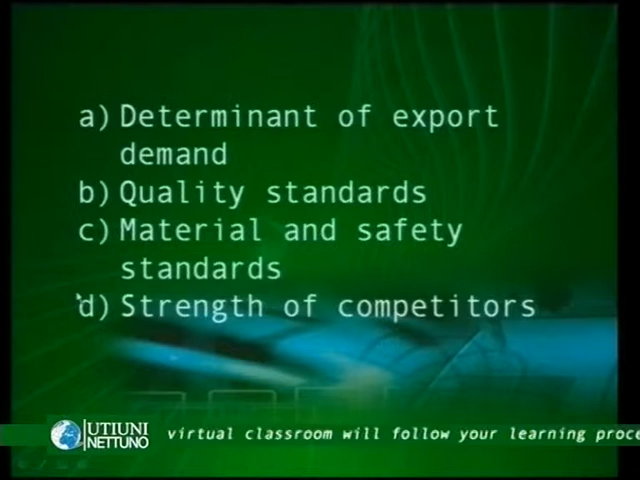 a) Determinant of export
demand
b) Quality standards
c) Material and safety
standards
d) Strength of competitors
UTIUNI
NETTUNO
virtual classroom will follow your learning proce